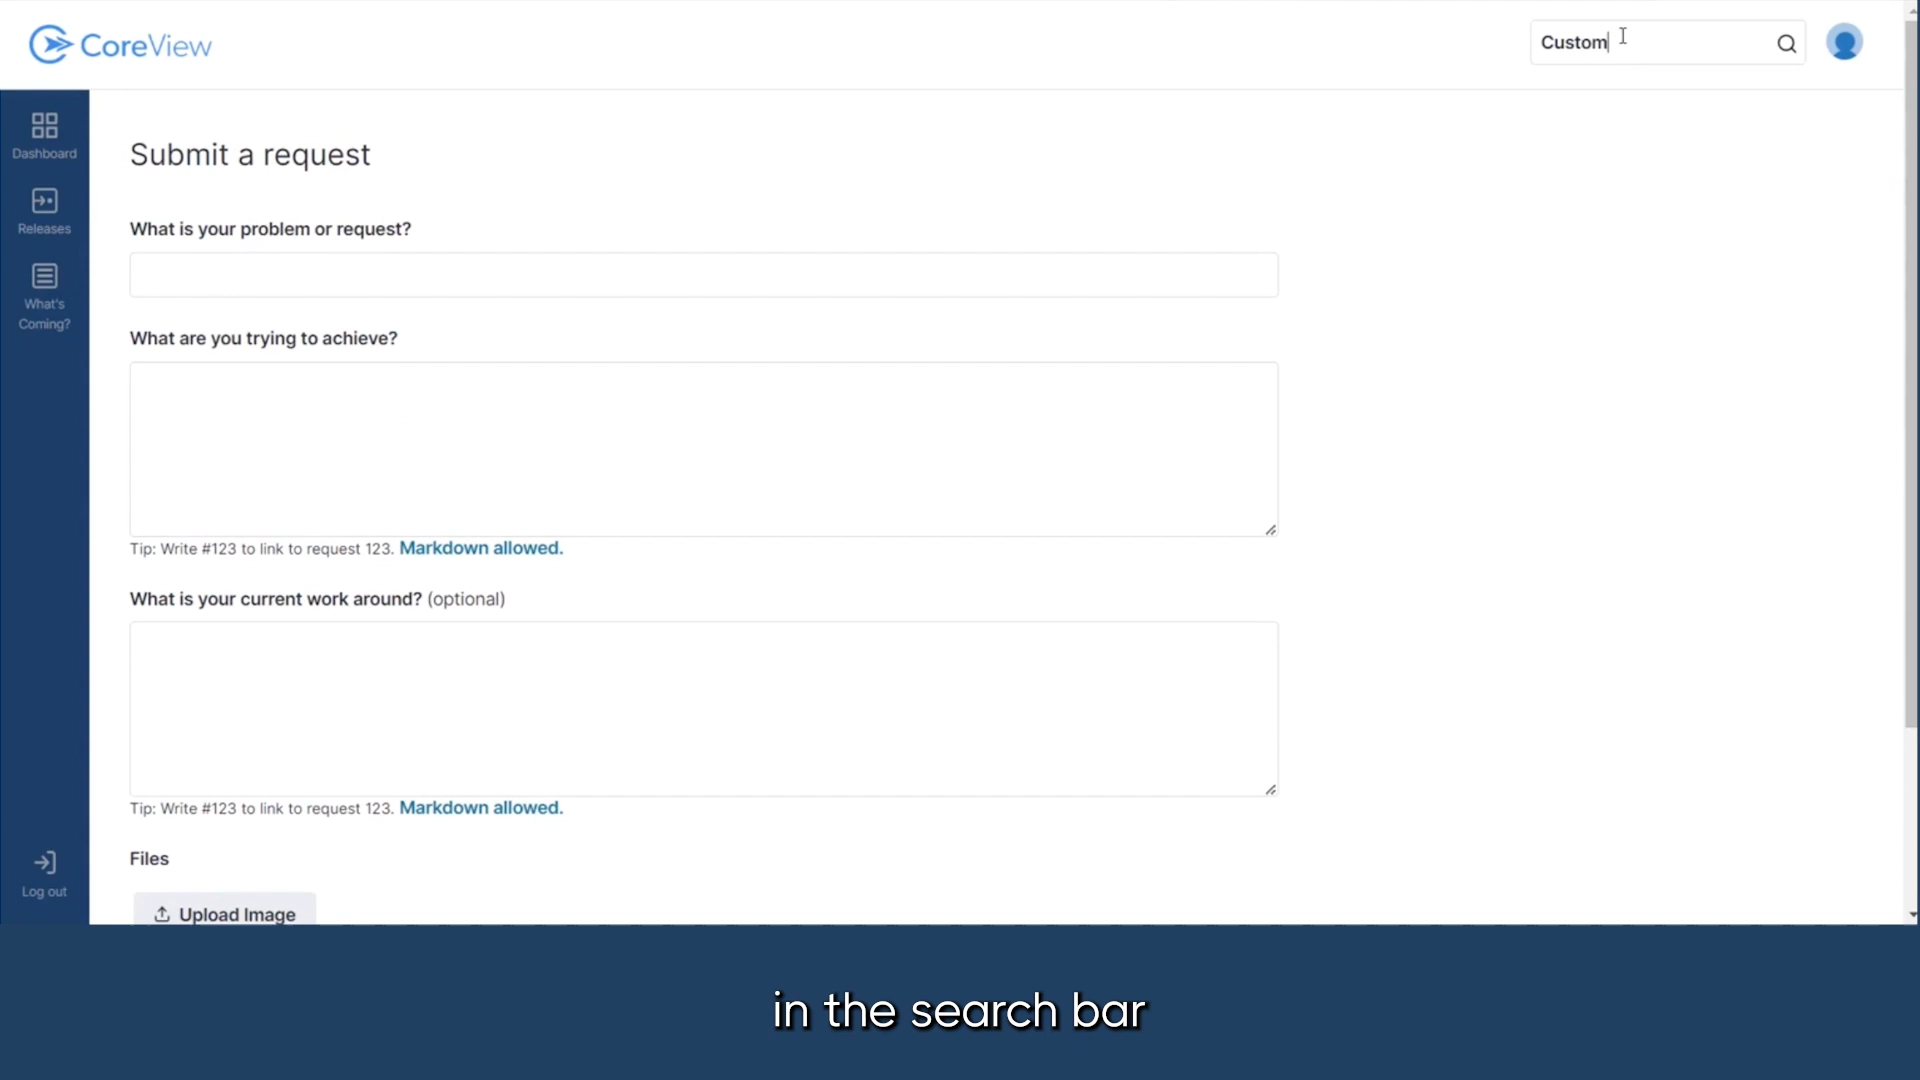 CoreView
Custom
Dashboard
Releases
What's
Coming?
Log out
Submit a request
What is your problem or request?
What are you trying to achieve?
Tip: Write #123 to link to request 123. Markdown allowed.
What is your current work around? (optional)
Tip: Write #123 to link to request 123. Markdown allowed.
Files
Upload Image
in the search bar